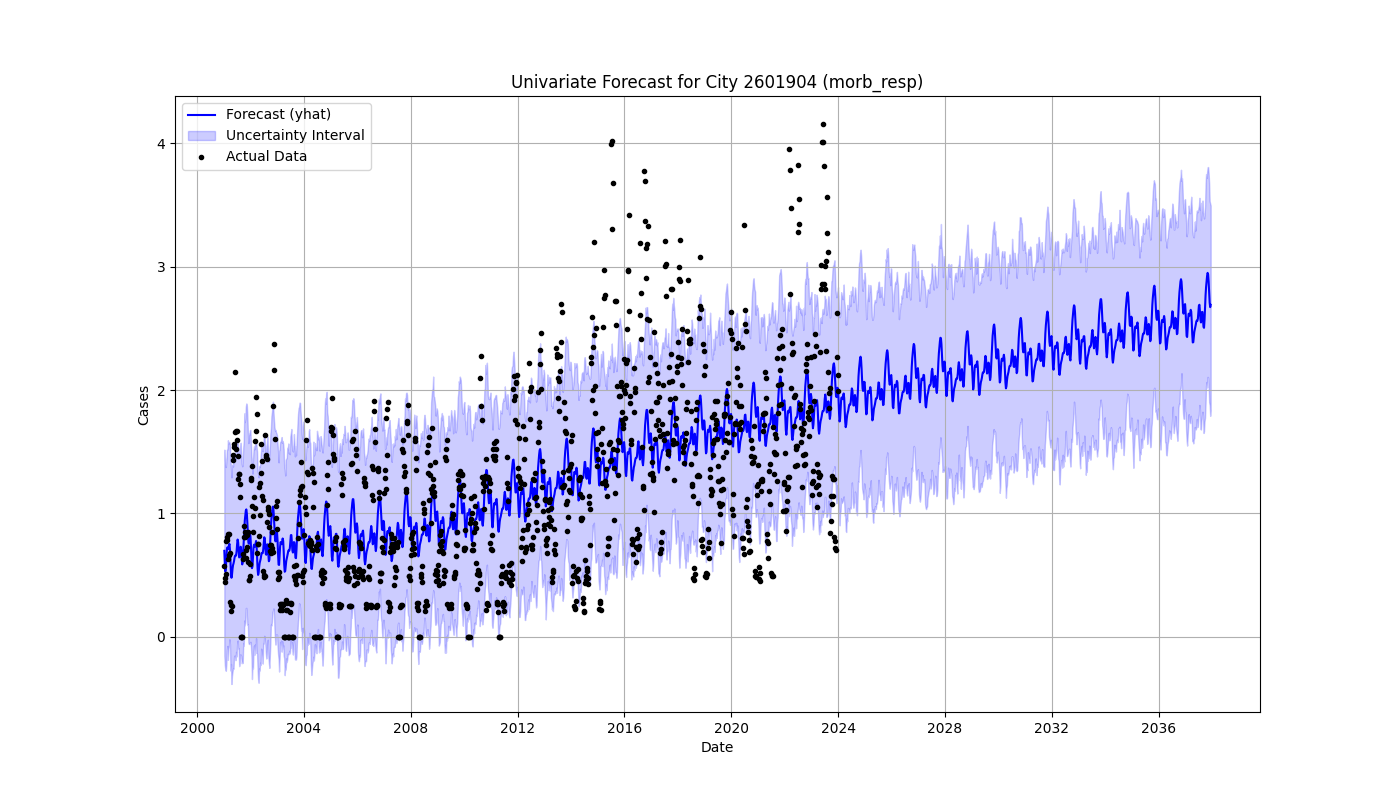 Univariate Forecast for City 2601904 (morb_resp)
Forecast (yhat)
Uncertainty Interval
Actual Data
4
3
2
1
0
Cases
2000 2004 2008 2012 2016 2020 2024 2028 2032 2036
Date